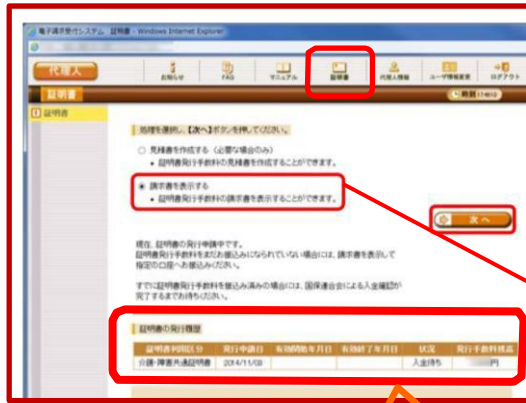 電子請求受付システム 証明書 - Windows Internet Explorer
代理人
お知らせ
FAQ
マニュアル
証明書
代理人情報
ユーザ情報変更
ログアウト
証明書
時刻
証明書
処理を選択し、【次へ】ボタンを押してください。
見積書を作成する（必要な場合のみ）
• 証明書発行手数料の見積書を作成することができます。
請求書を表示する
• 証明書発行手数料の請求書を表示することができます。
次へ
現在、証明書の発行申請中です。
証明書発行手数料をまだお振込みになられていない場合には、請求書を表示して
指定の口座へお振込みください。
すでに証明書発行手数料を振込み済みの場合には、国保連合会による入金確認が
完了するまでお待ちください。
証明書の発行履歴
証明書利用区分 発行申請日 有効開始年月日 有効終了年月日 状況 発行手数料残高
介護・障害共通証明書 2014/11/08 入金待ち 円